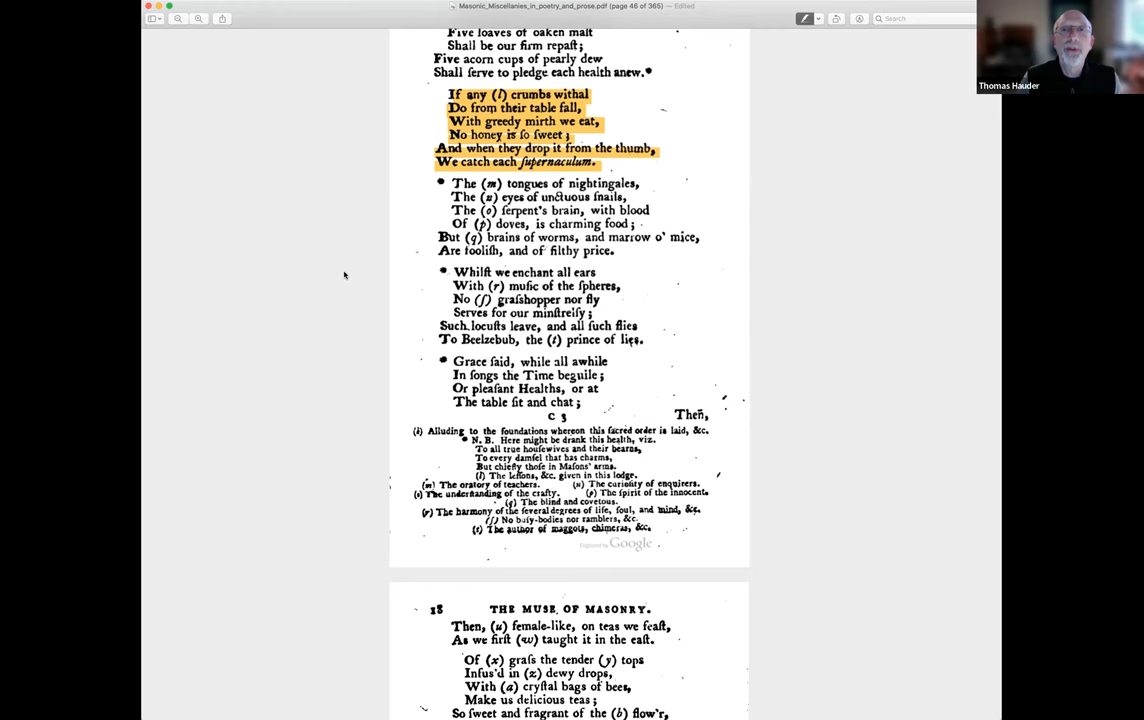 Masonic_Miscellanies_in_poetry_and_prose.pdf (page 46 of 365) — Edited
Search
Thomas Hauder
Five loaves of oaken malt
Shall be our firm repaſt;
Five acorn cups of pearly dew
Shall ſerve to pledge each health anew.*
If any (l) crumbs withal
Do from their table fall,
With greedy mirth we eat,
No honey is ſo ſweet;
And when they drop it from the thumb,
We catch each ſupernaculum.
* The (m) tongues of nightingales,
The (n) eyes of unctuous ſnails,
The (o) ſerpent's brain, with blood
Of (p) doves, is charming food;
But (q) brains of worms, and marrow o' mice,
Are fooliſh, and of filthy price.
* Whilſt we enchant all ears
With (r) muſic of the ſpheres,
No (ſ) graſshopper nor fly
Serves for our minſtrelſy;
Such locuſts leave, and all ſuch flies
To Beelzebub, the (t) prince of lies.
* Grace ſaid, while all awhile
In ſongs the Time beguile;
Or pleaſant Healths, or at
The table ſit and chat;
C 3 Then,
(k) Alluding to the foundations whereon this ſacred order is laid, &c.
* N. B. Here might be drank this health, viz.
To all true houſewives and their bearns,
To every damſel that has charms,
But chiefly thoſe in Maſons' arms.
(l) The leſſons, &c. given in this lodge.
(m) The oratory of teachers. (n) The curioſity of enquirers.
(o) The underſtanding of the crafty. (p) The ſpirit of the innocent.
(q) The blind and covetous.
(r) The harmony of the ſeveral degrees of life, ſoul, and mind, &c.
(ſ) No buſy-bodies nor ramblers, &c.
(t) The author of maggots, chimeras, &c.
Digitized by Google
18 THE MUSE OF MASONRY.
Then, (u) female-like, on teas we feaſt,
As we firſt (w) taught it in the eaſt.
Of (x) graſs the tender (y) tops
Infus'd in (z) dewy drops,
With (a) cryſtal bags of bees,
Make us delicious teas;
So ſweet and fragrant of the (b) flow'r,